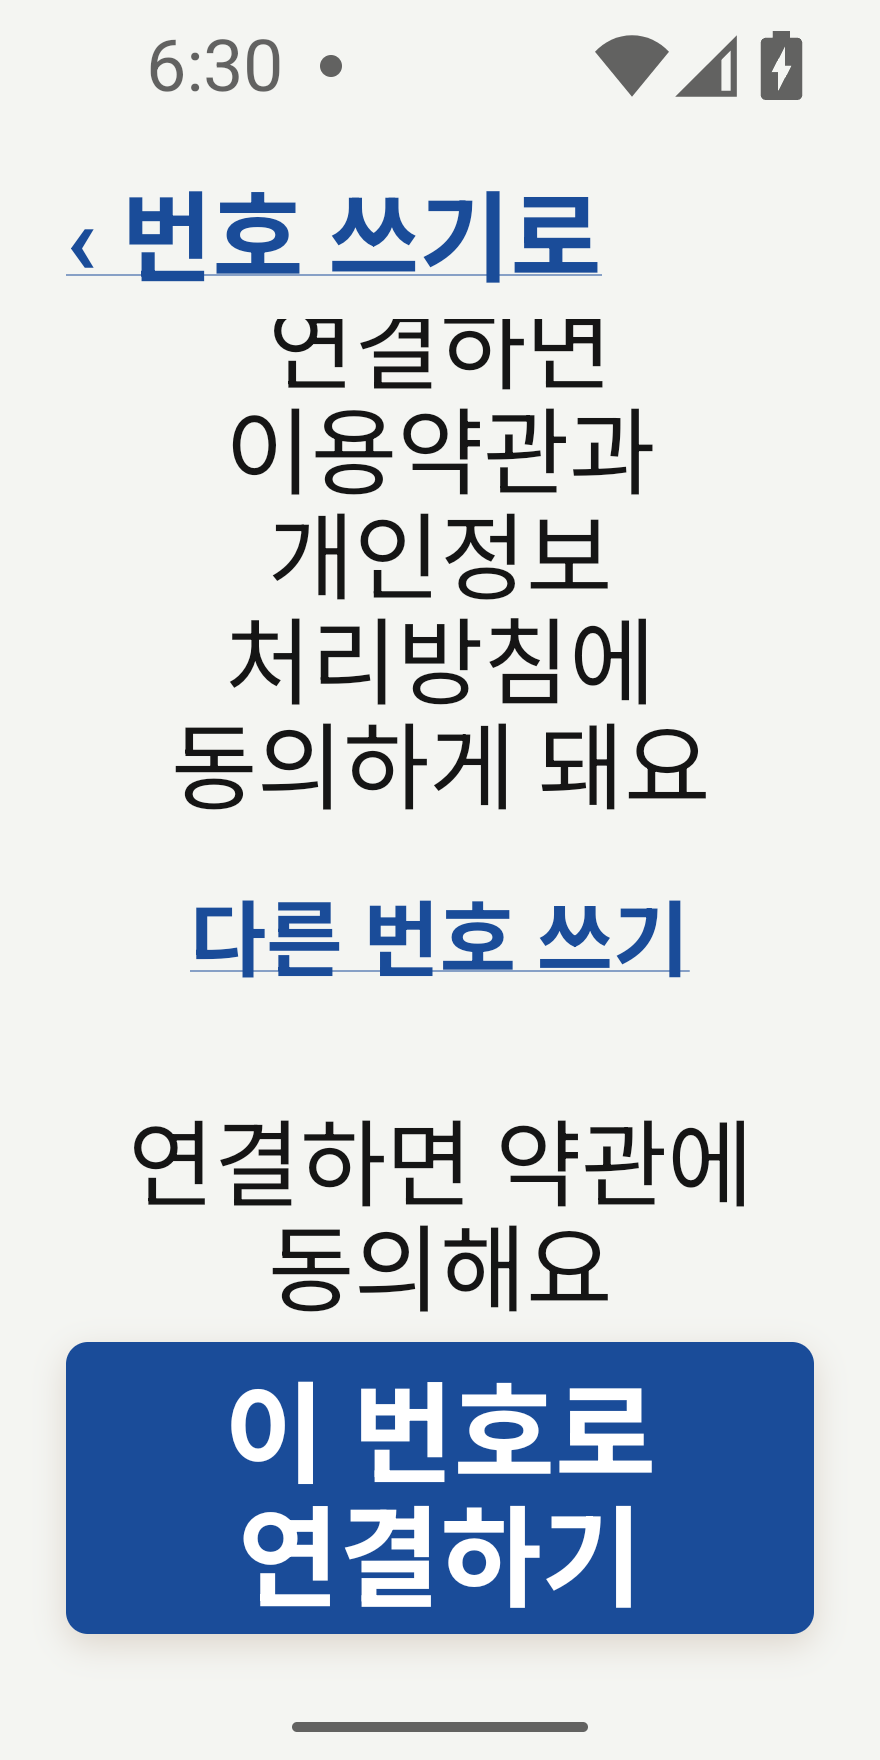 6:30
‹ 번호 쓰기로
연결하면
이용약관과
개인정보
처리방침에
동의하게 돼요
다른 번호 쓰기
연결하면 약관에
동의해요
이 번호로
연결하기